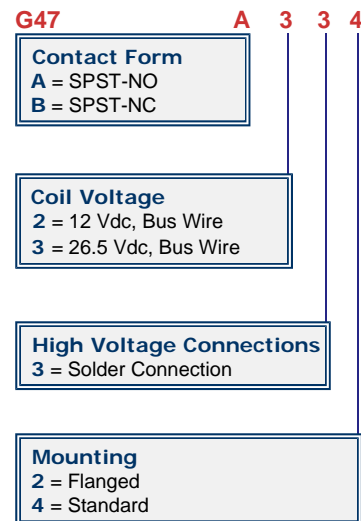 G47 A 3 3 4
Contact Form
A = SPST-NO
B = SPST-NC
Coil Voltage
2 = 12 Vdc, Bus Wire
3 = 26.5 Vdc, Bus Wire
High Voltage Connections
3 = Solder Connection
Mounting
2 = Flanged
4 = Standard